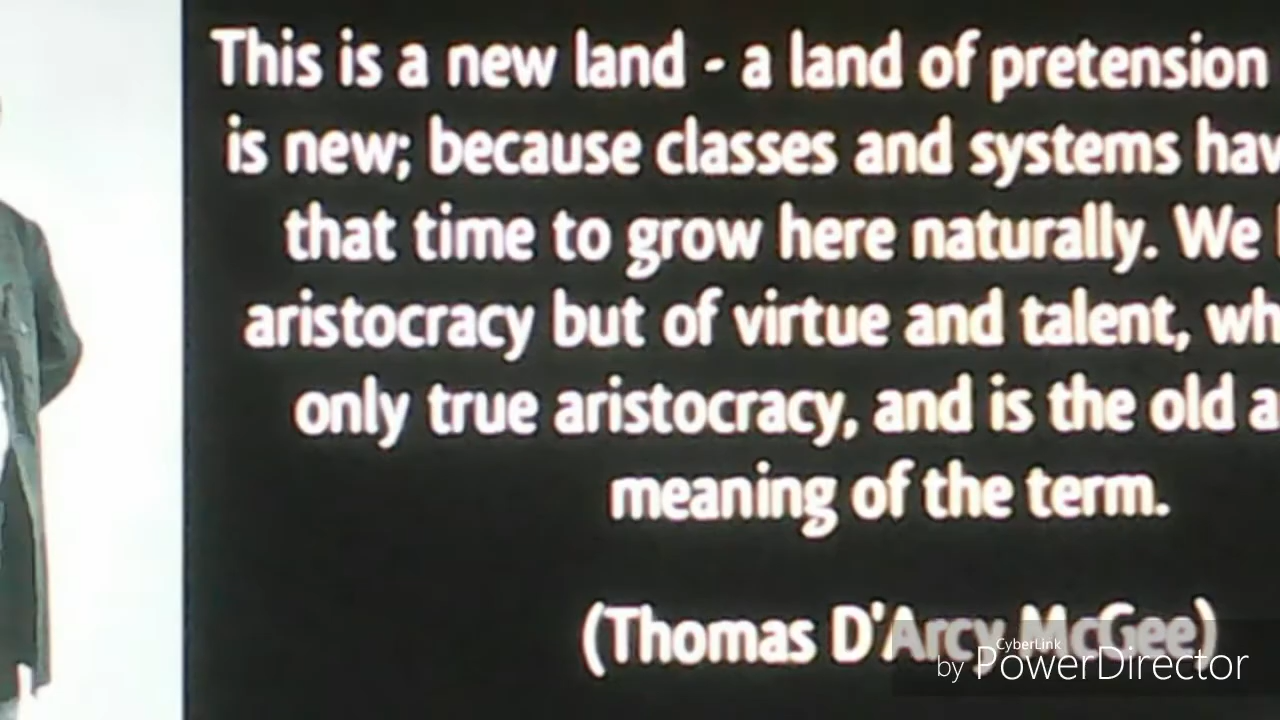 This is a new land - a land of pretension
is new; because classes and systems hav
that time to grow here naturally. We
aristocracy but of virtue and talent, wh
only true aristocracy, and is the old a
meaning of the term.
(Thomas D'Arcy McGee)
CyberLink
by PowerDirector